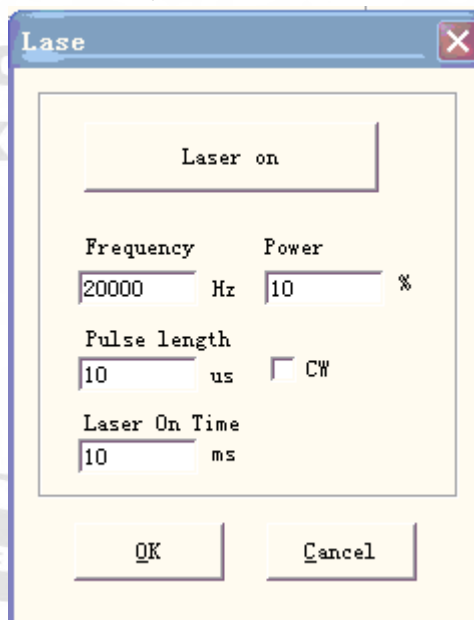 Lase
Laser on
Frequency Power
20000 Hz 10 %
Pulse length
10 us CW
Laser On Time
10 ms
OK Cancel